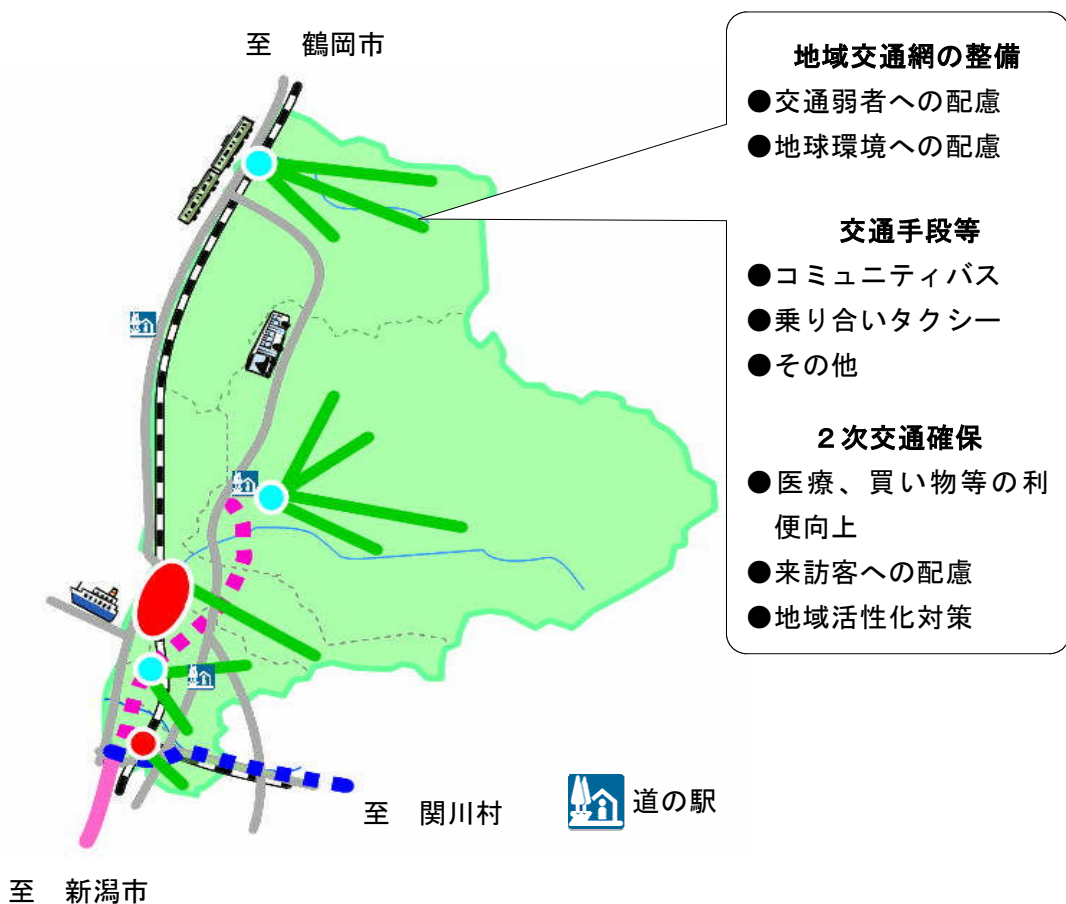 至　鶴岡市
地域交通網の整備
●交通弱者への配慮
●地球環境への配慮
交通手段等
●コミュニティバス
●乗り合いタクシー
●その他
２次交通確保
●医療、買い物等の利
便向上
●来訪客への配慮
●地域活性化対策
道の駅
至　関川村
至　新潟市